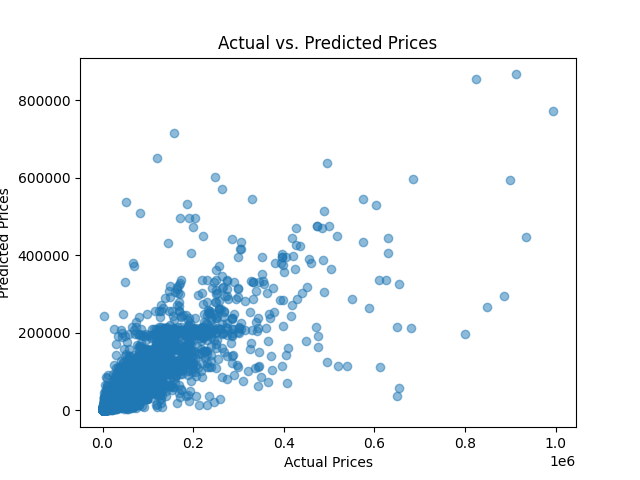 Actual vs. Predicted Prices
Predicted Prices
800000
600000
400000
200000
0
0.0 0.2 0.4 0.6 0.8 1.0
1e6
Actual Prices